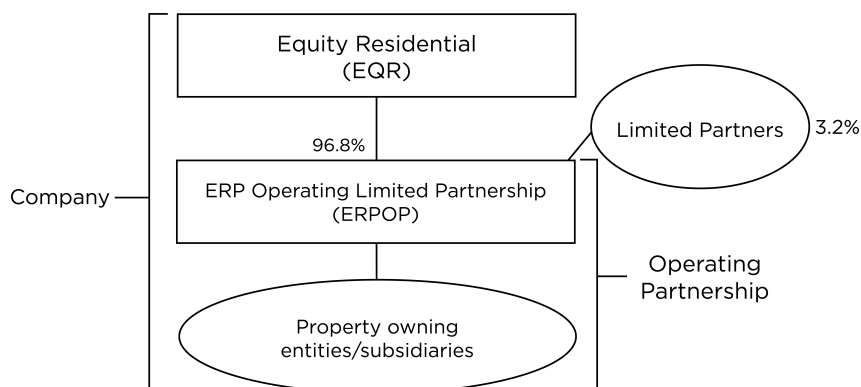 Equity Residential
(EQR)
96.8%
Limited Partners
3.2%
Company
ERP Operating Limited Partnership
(ERPOP)
Operating
Partnership
Property owning
entities/subsidiaries